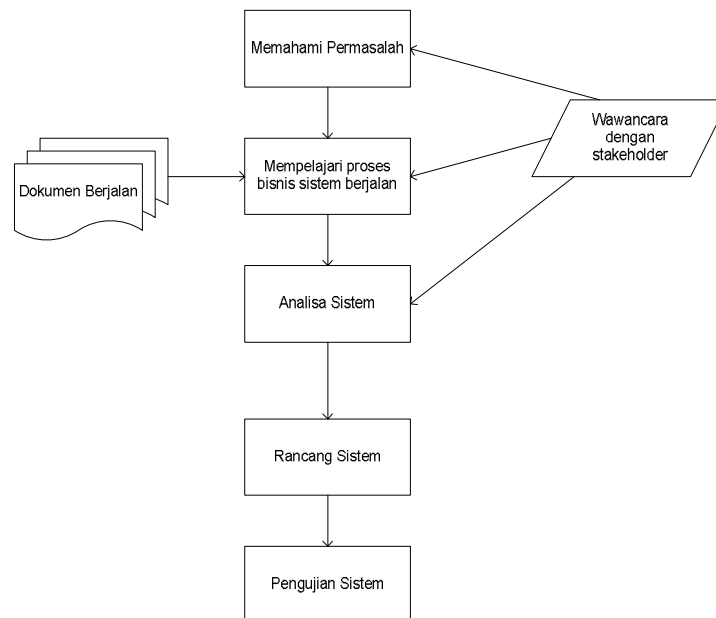 Memahami Permasalah
Wawancara
dengan
stakeholder
Dokumen Berjalan
Mempelajari proses
bisnis sistem berjalan
Analisa Sistem
Rancang Sistem
Pengujian Sistem